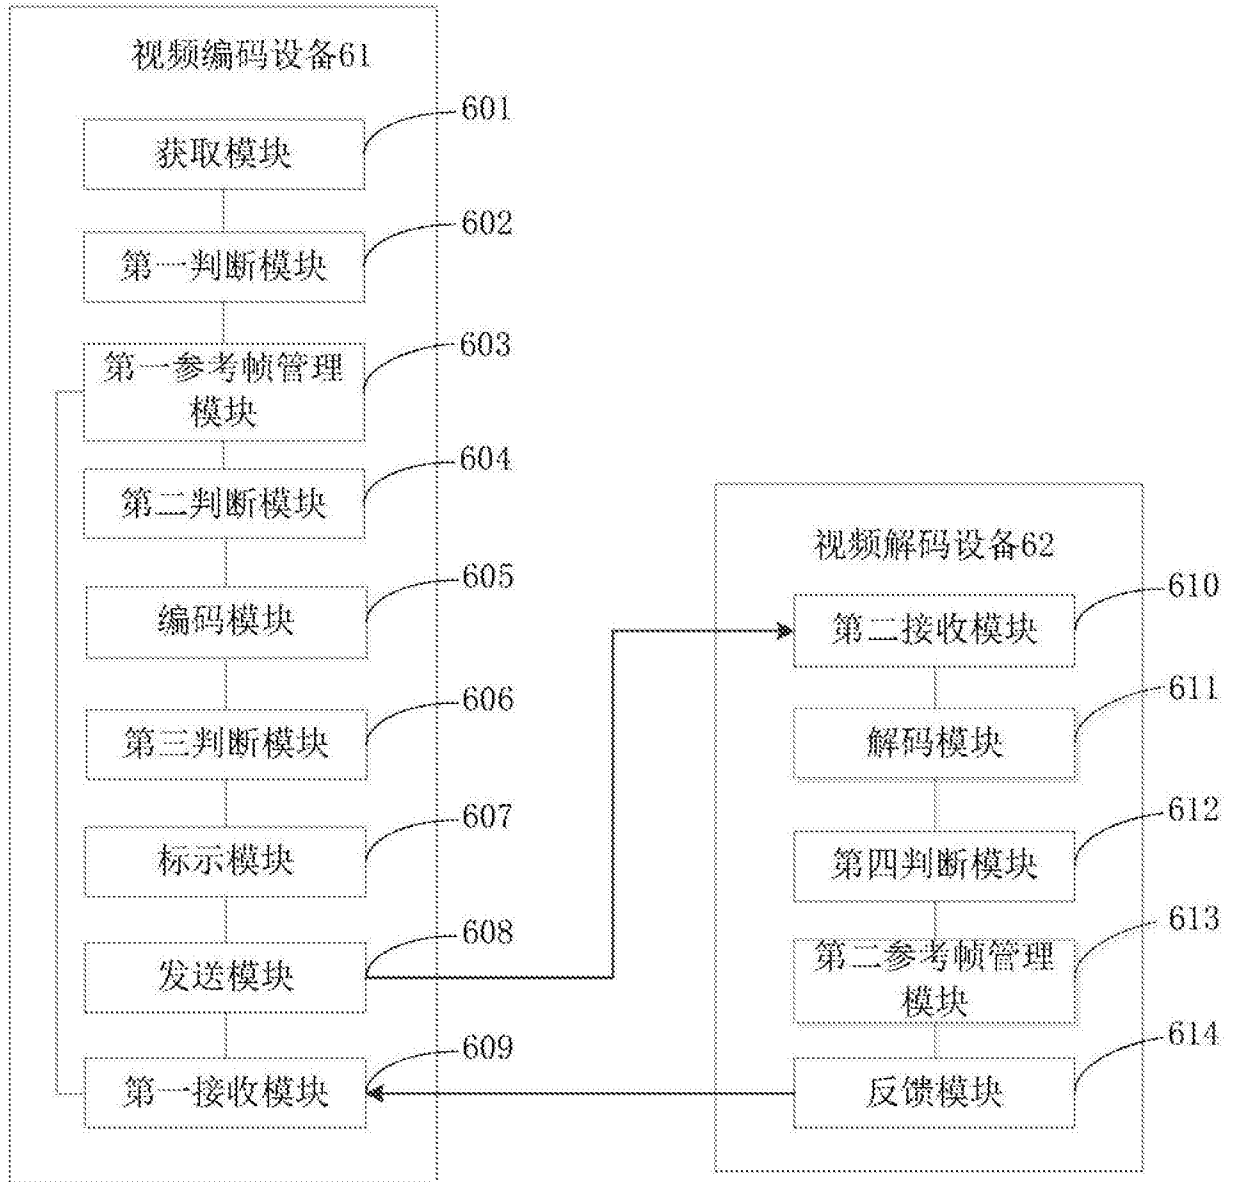 视频编码设备61
获取模块
601
第一判断模块
602
第一参考帧管理
模块
603
第二判断模块
604
编码模块
605
第三判断模块
606
标示模块
607
发送模块
608
第一接收模块
609
视频解码设备62
第二接收模块
610
解码模块
611
第四判断模块
612
第二参考帧管理
模块
613
反馈模块
614